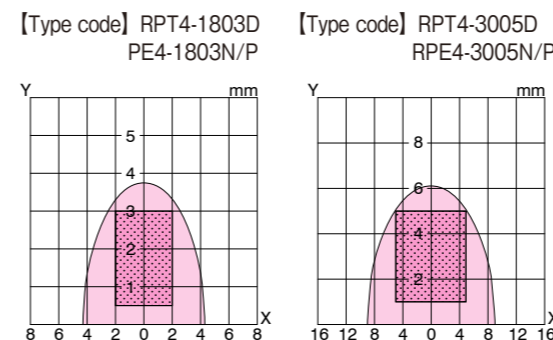 【Type code】 RPT4-1803D
PE4-1803N/P
Y mm
5
4
3
2
1
X
8 6 4 2 0 2 4 6 8
【Type code】 RPT4-3005D
RPE4-3005N/P
Y mm
8
6
4
2
X
16 12 8 4 0 4 8 12 16